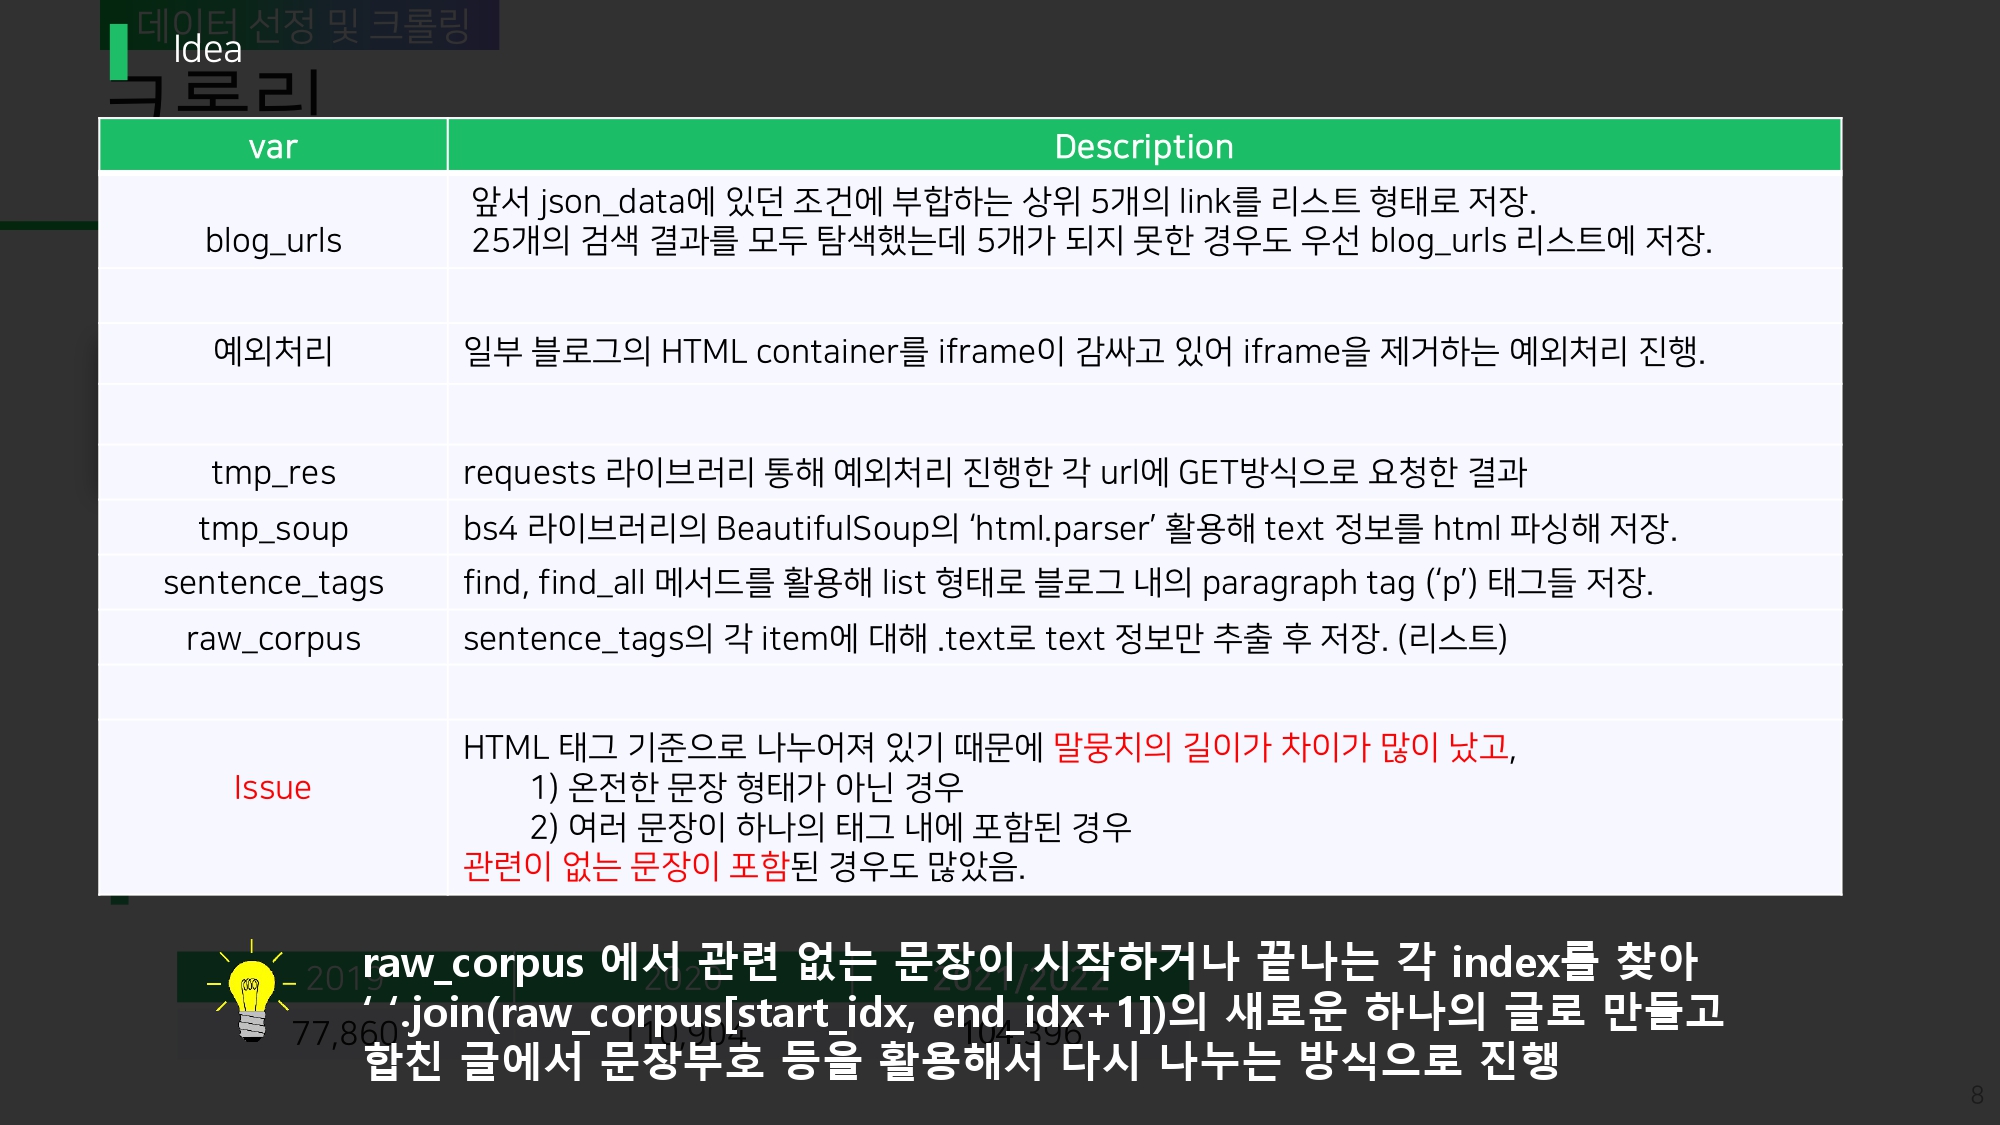 데이터 선정 및 크롤링
Idea
var
Description
blog_urls
앞서 json_data에 있던 조건에 부합하는 상위 5개의 link를 리스트 형태로 저장.
25개의 검색 결과를 모두 탐색했는데 5개가 되지 못한 경우도 우선 blog_urls 리스트에 저장.
예외처리
일부 블로그의 HTML container를 iframe이 감싸고 있어 iframe을 제거하는 예외처리 진행.
tmp_res
requests 라이브러리 통해 예외처리 진행한 각 url에 GET방식으로 요청한 결과
tmp_soup
bs4 라이브러리의 BeautifulSoup의 ‘html.parser’ 활용해 text 정보를 html 파싱해 저장.
sentence_tags
find, find_all 메서드를 활용해 list 형태로 블로그 내의 paragraph tag (‘p’) 태그들 저장.
raw_corpus
sentence_tags의 각 item에 대해 .text로 text 정보만 추출 후 저장. (리스트)
Issue
HTML 태그 기준으로 나누어져 있기 때문에 말뭉치의 길이가 차이가 많이 났고,
1) 온전한 문장 형태가 아닌 경우
2) 여러 문장이 하나의 태그 내에 포함된 경우
관련이 없는 문장이 포함된 경우도 많았음.
raw_corpus 에서 관련 없는 문장이 시작하거나 끝나는 각 index를 찾아
‘ ‘.join(raw_corpus[start_idx, end_idx+1])의 새로운 하나의 글로 만들고
합친 글에서 문장부호 등을 활용해서 다시 나누는 방식으로 진행
2019
2020
2021/2022
77,860
110,904
104,396
8